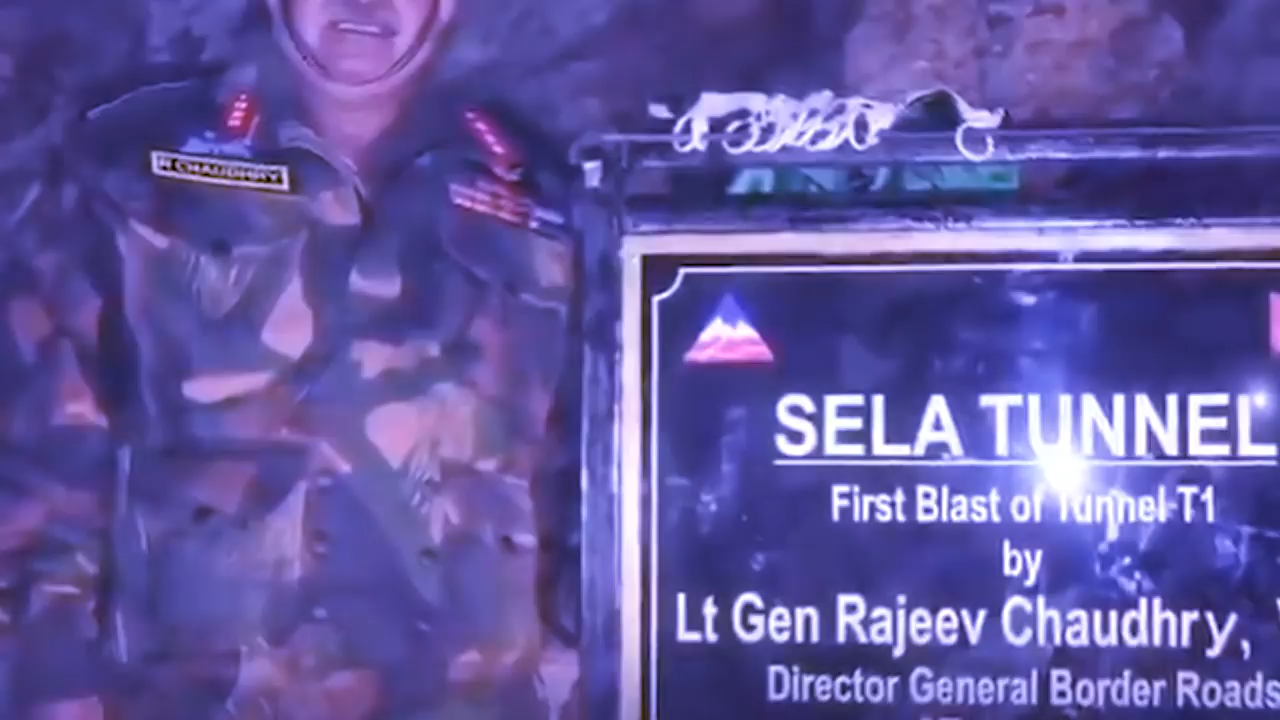 R CHAUDHRY
SELA TUNNEL
First Blast of Tunnel-T1
by
Lt Gen Rajeev Chaudhry,
Director General Border Roads